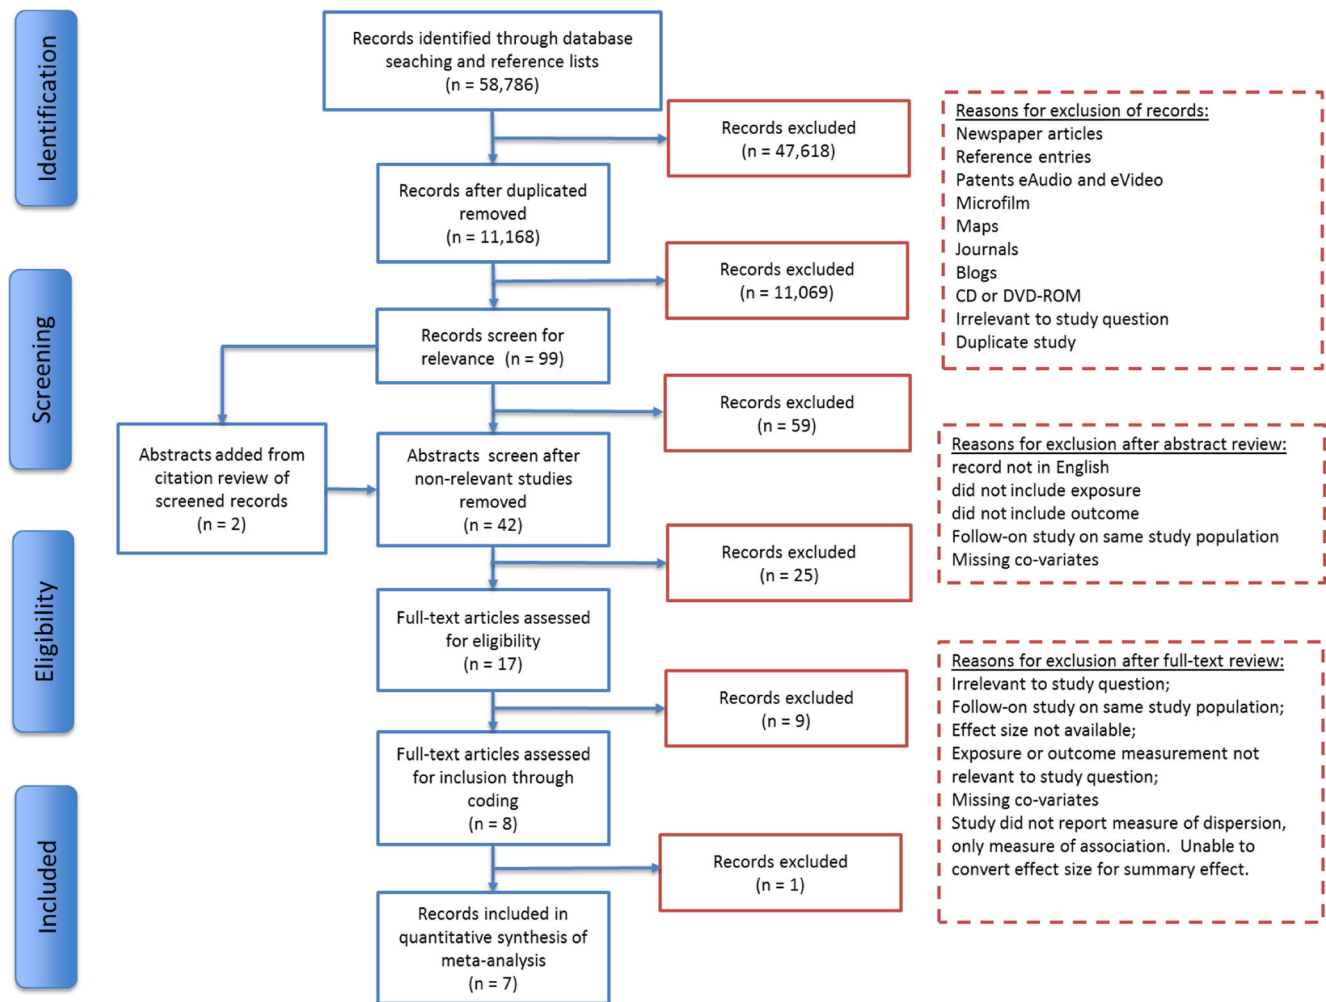 Identification
Screening
Eligibility
Included
Records identified through database
seaching and reference lists
(n = 58,786)
Records excluded
(n = 47,618)
Records after duplicated
removed
(n = 11,168)
Records excluded
(n = 11,069)
Records screen for
relevance (n = 99)
Records excluded
(n = 59)
Abstracts added from
citation review of
screened records
(n = 2)
Abstracts screen after
non-relevant studies
removed
(n = 42)
Records excluded
(n = 25)
Full-text articles assessed
for eligibility
(n = 17)
Records excluded
(n = 9)
Full-text articles assessed
for inclusion through
coding
(n = 8)
Records excluded
(n = 1)
Records included in
quantitative synthesis of
meta-analysis
(n = 7)
Reasons for exclusion of records:
Newspaper articles
Reference entries
Patents eAudio and eVideo
Microfilm
Maps
Journals
Blogs
CD or DVD-ROM
Irrelevant to study question
Duplicate study
Reasons for exclusion after abstract review:
record not in English
did not include exposure
did not include outcome
Follow-on study on same study population
Missing co-variates
Reasons for exclusion after full-text review:
Irrelevant to study question;
Follow-on study on same study population;
Effect size not available;
Exposure or outcome measurement not
relevant to study question;
Missing co-variates
Study did not report measure of dispersion,
only measure of association. Unable to
convert effect size for summary effect.